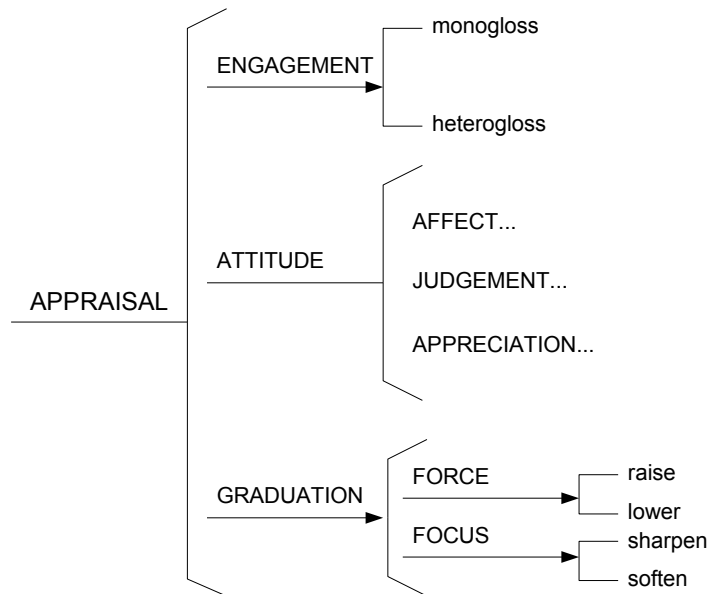 monogloss
ENGAGEMENT
heterogloss
AFFECT...
ATTITUDE
JUDGEMENT...
APPRAISAL
APPRECIATION...
FORCE
raise
GRADUATION
lower
FOCUS
sharpen
soften